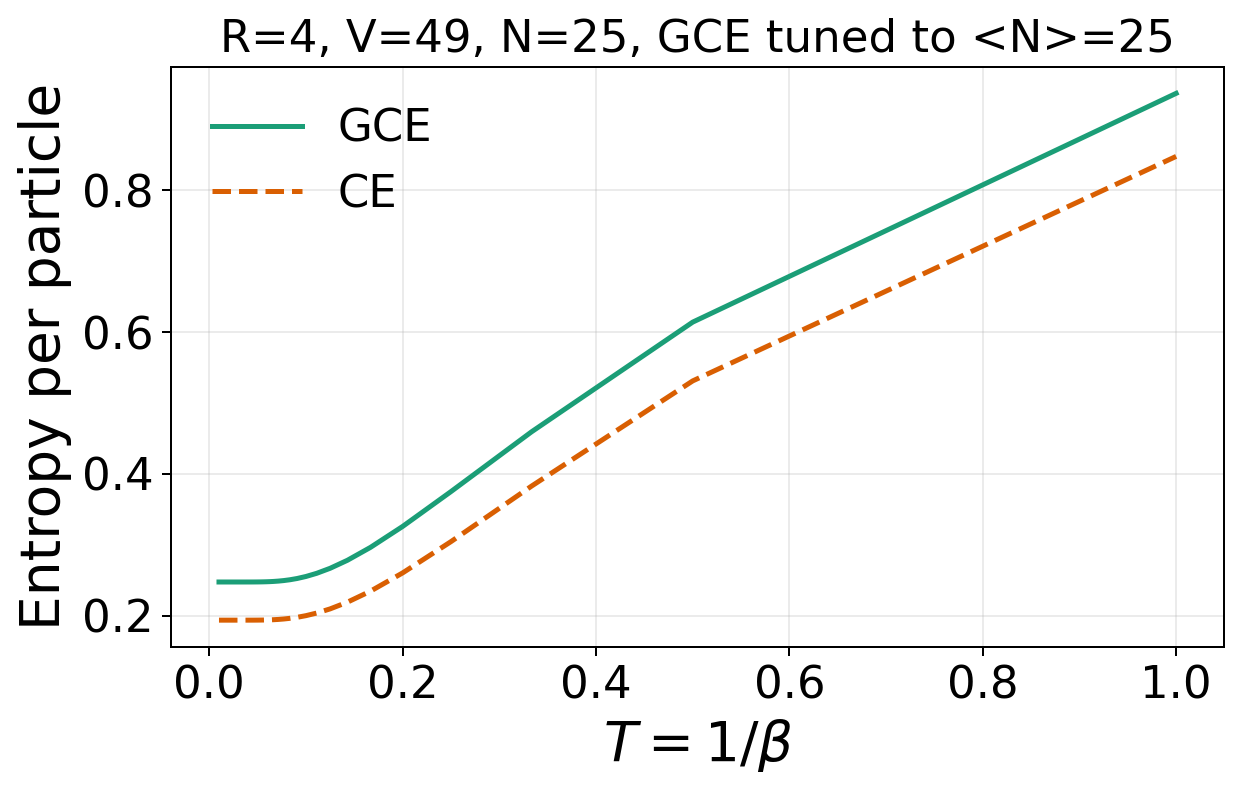 R=4, V=49, N=25, GCE tuned to <N>=25
Entropy per particle
GCE
CE
0.8
0.6
0.4
0.2
0.0 0.2 0.4 0.6 0.8 1.0
T = 1/β